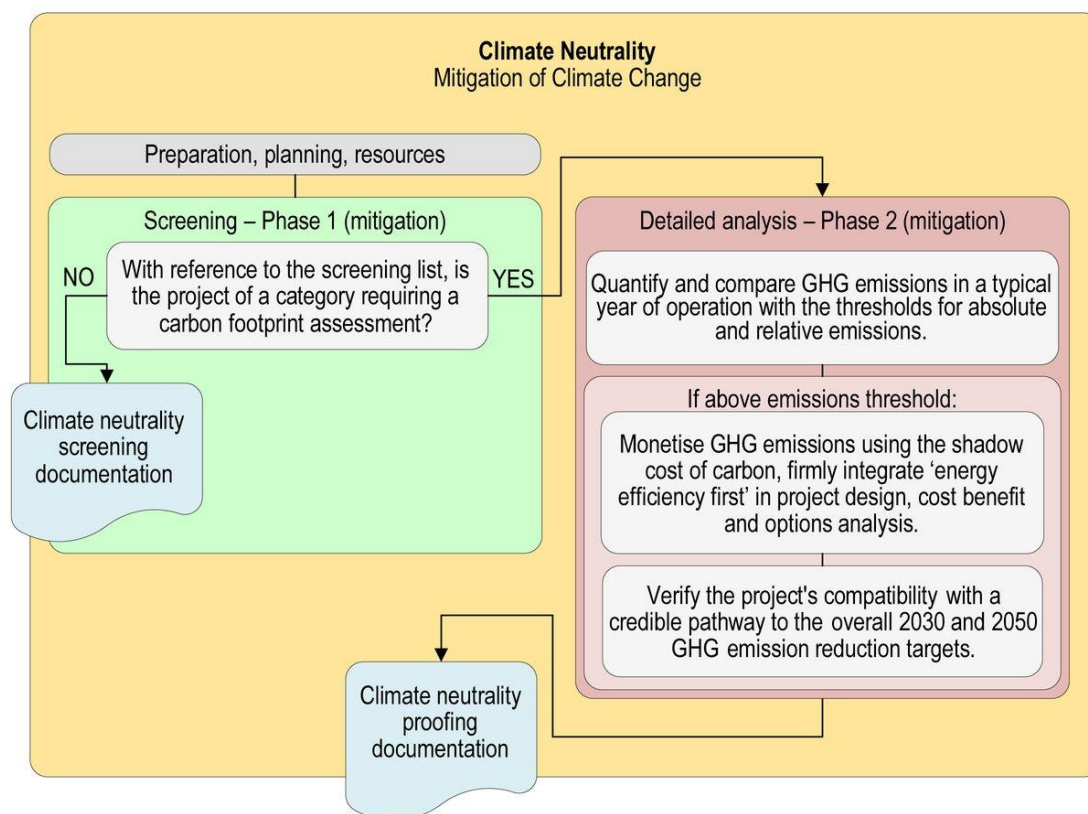 Climate Neutrality
Mitigation of Climate Change
Preparation, planning, resources
Screening – Phase 1 (mitigation)
NO
With reference to the screening list, is
the project of a category requiring a
carbon footprint assessment?
YES
Climate neutrality
screening
documentation
Detailed analysis – Phase 2 (mitigation)
Quantify and compare GHG emissions in a typical
year of operation with the thresholds for absolute
and relative emissions.
If above emissions threshold:
Monetise GHG emissions using the shadow
cost of carbon, firmly integrate ‘energy
efficiency first’ in project design, cost benefit
and options analysis.
Verify the project's compatibility with a
credible pathway to the overall 2030 and 2050
GHG emission reduction targets.
Climate neutrality
proofing
documentation